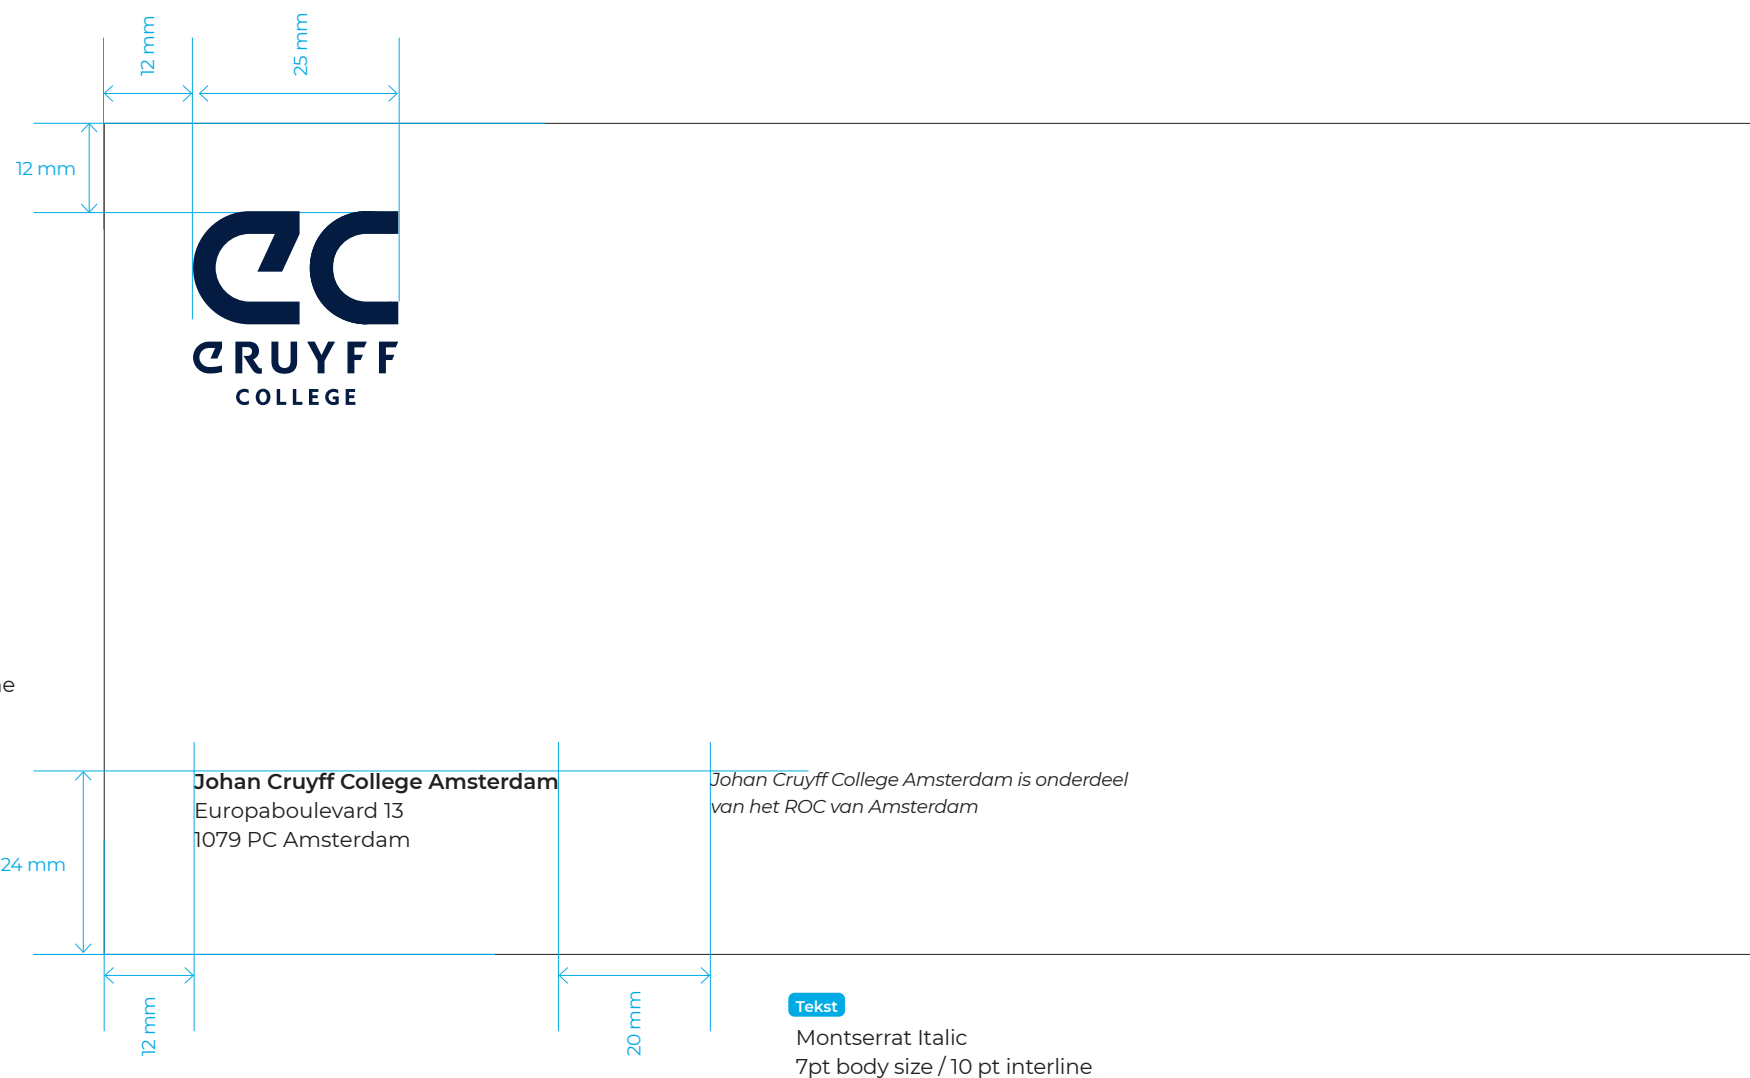 12 mm
25 mm
12 mm
CRUYFF
COLLEGE
Johan Cruyff College Amsterdam
Europaboulevard 13
1079 PC Amsterdam
Johan Cruyff College Amsterdam is onderdeel
van het ROC van Amsterdam
24 mm
12 mm
20 mm
Tekst
Montserrat Italic
7pt body size / 10 pt interline